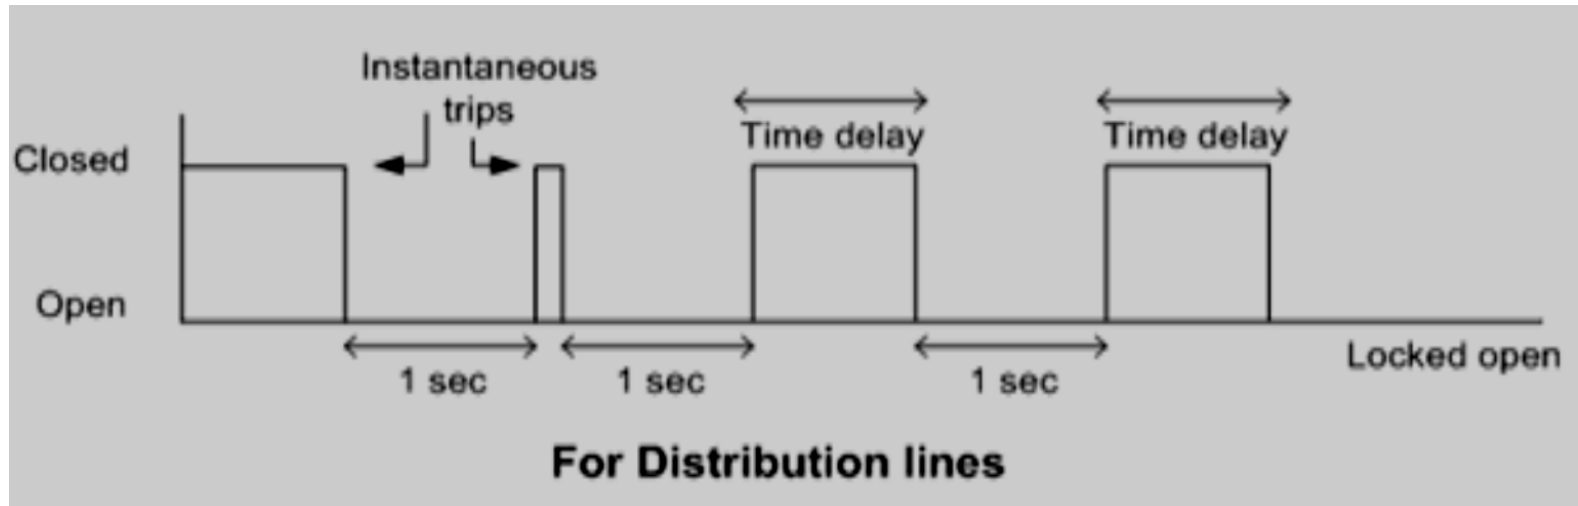 Instantaneous
trips
Time delay
Time delay
Closed
Open
1 sec
1 sec
1 sec
Locked open
For Distribution lines